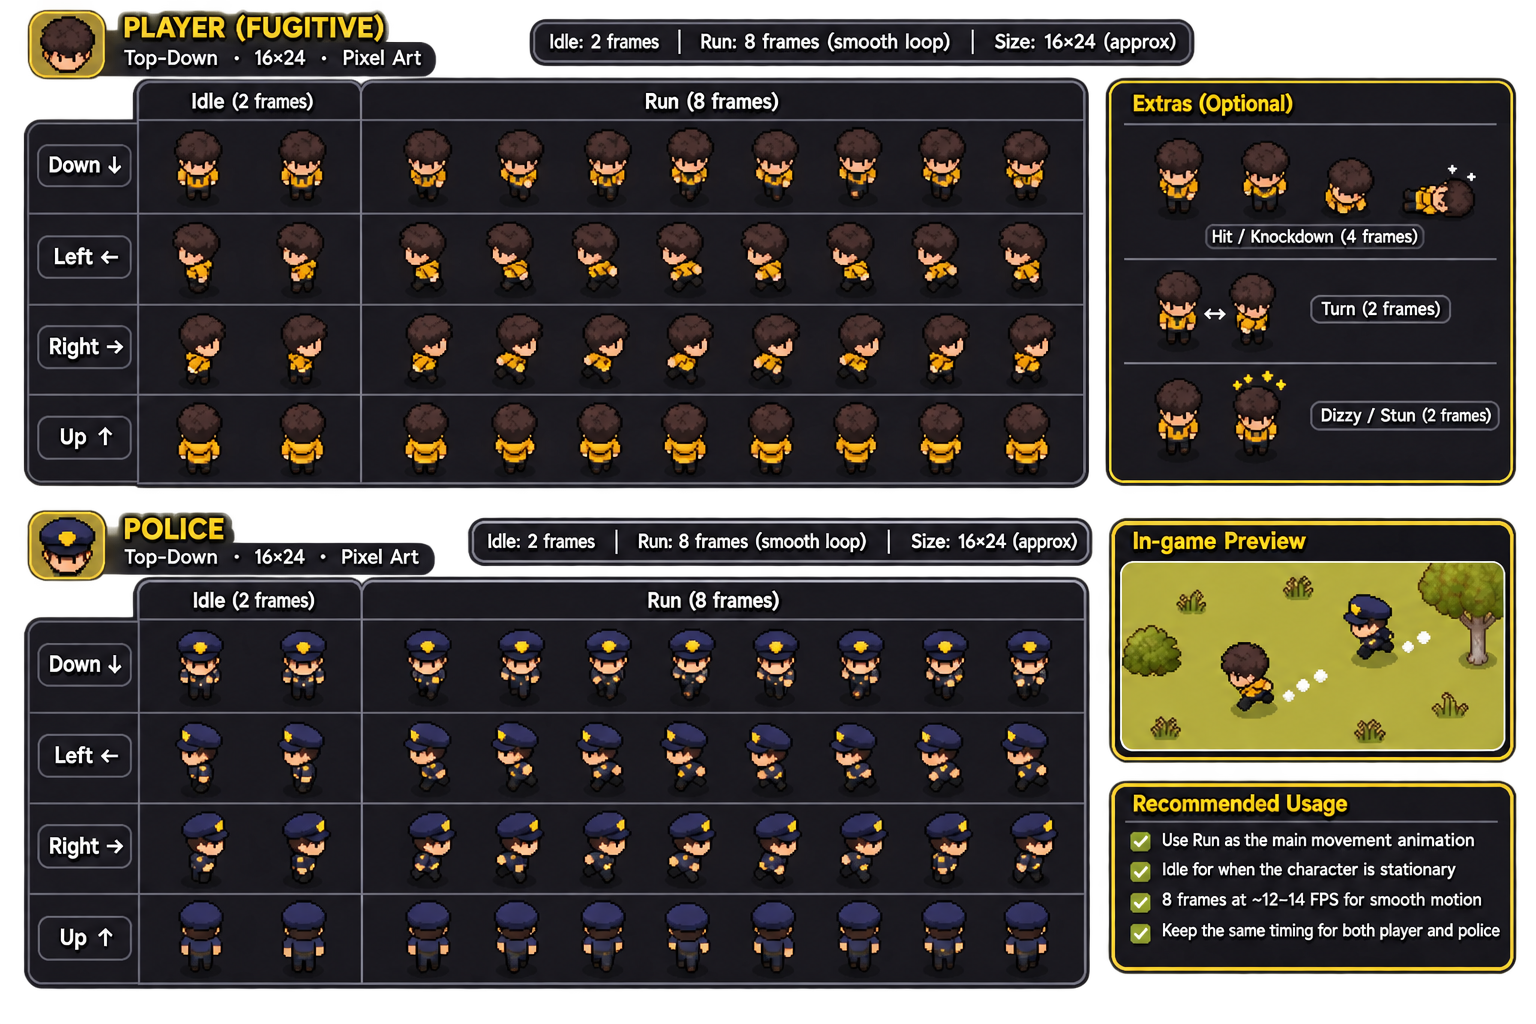 PLAYER (FUGITIVE)
Top-Down • 16×24 • Pixel Art
Idle: 2 frames | Run: 8 frames (smooth loop) | Size: 16×24 (approx)
Idle (2 frames)
Run (8 frames)
Down ↓
Left ←
Right →
Up ↑
Extras (Optional)
Hit / Knockdown (4 frames)
↔
Turn (2 frames)
Dizzy / Stun (2 frames)
POLICE
Top-Down • 16×24 • Pixel Art
Idle: 2 frames | Run: 8 frames (smooth loop) | Size: 16×24 (approx)
Idle (2 frames)
Run (8 frames)
Down ↓
Left ←
Right →
Up ↑
In-game Preview
Recommended Usage
Use Run as the main movement animation
Idle for when the character is stationary
8 frames at ~12–14 FPS for smooth motion
Keep the same timing for both player and police